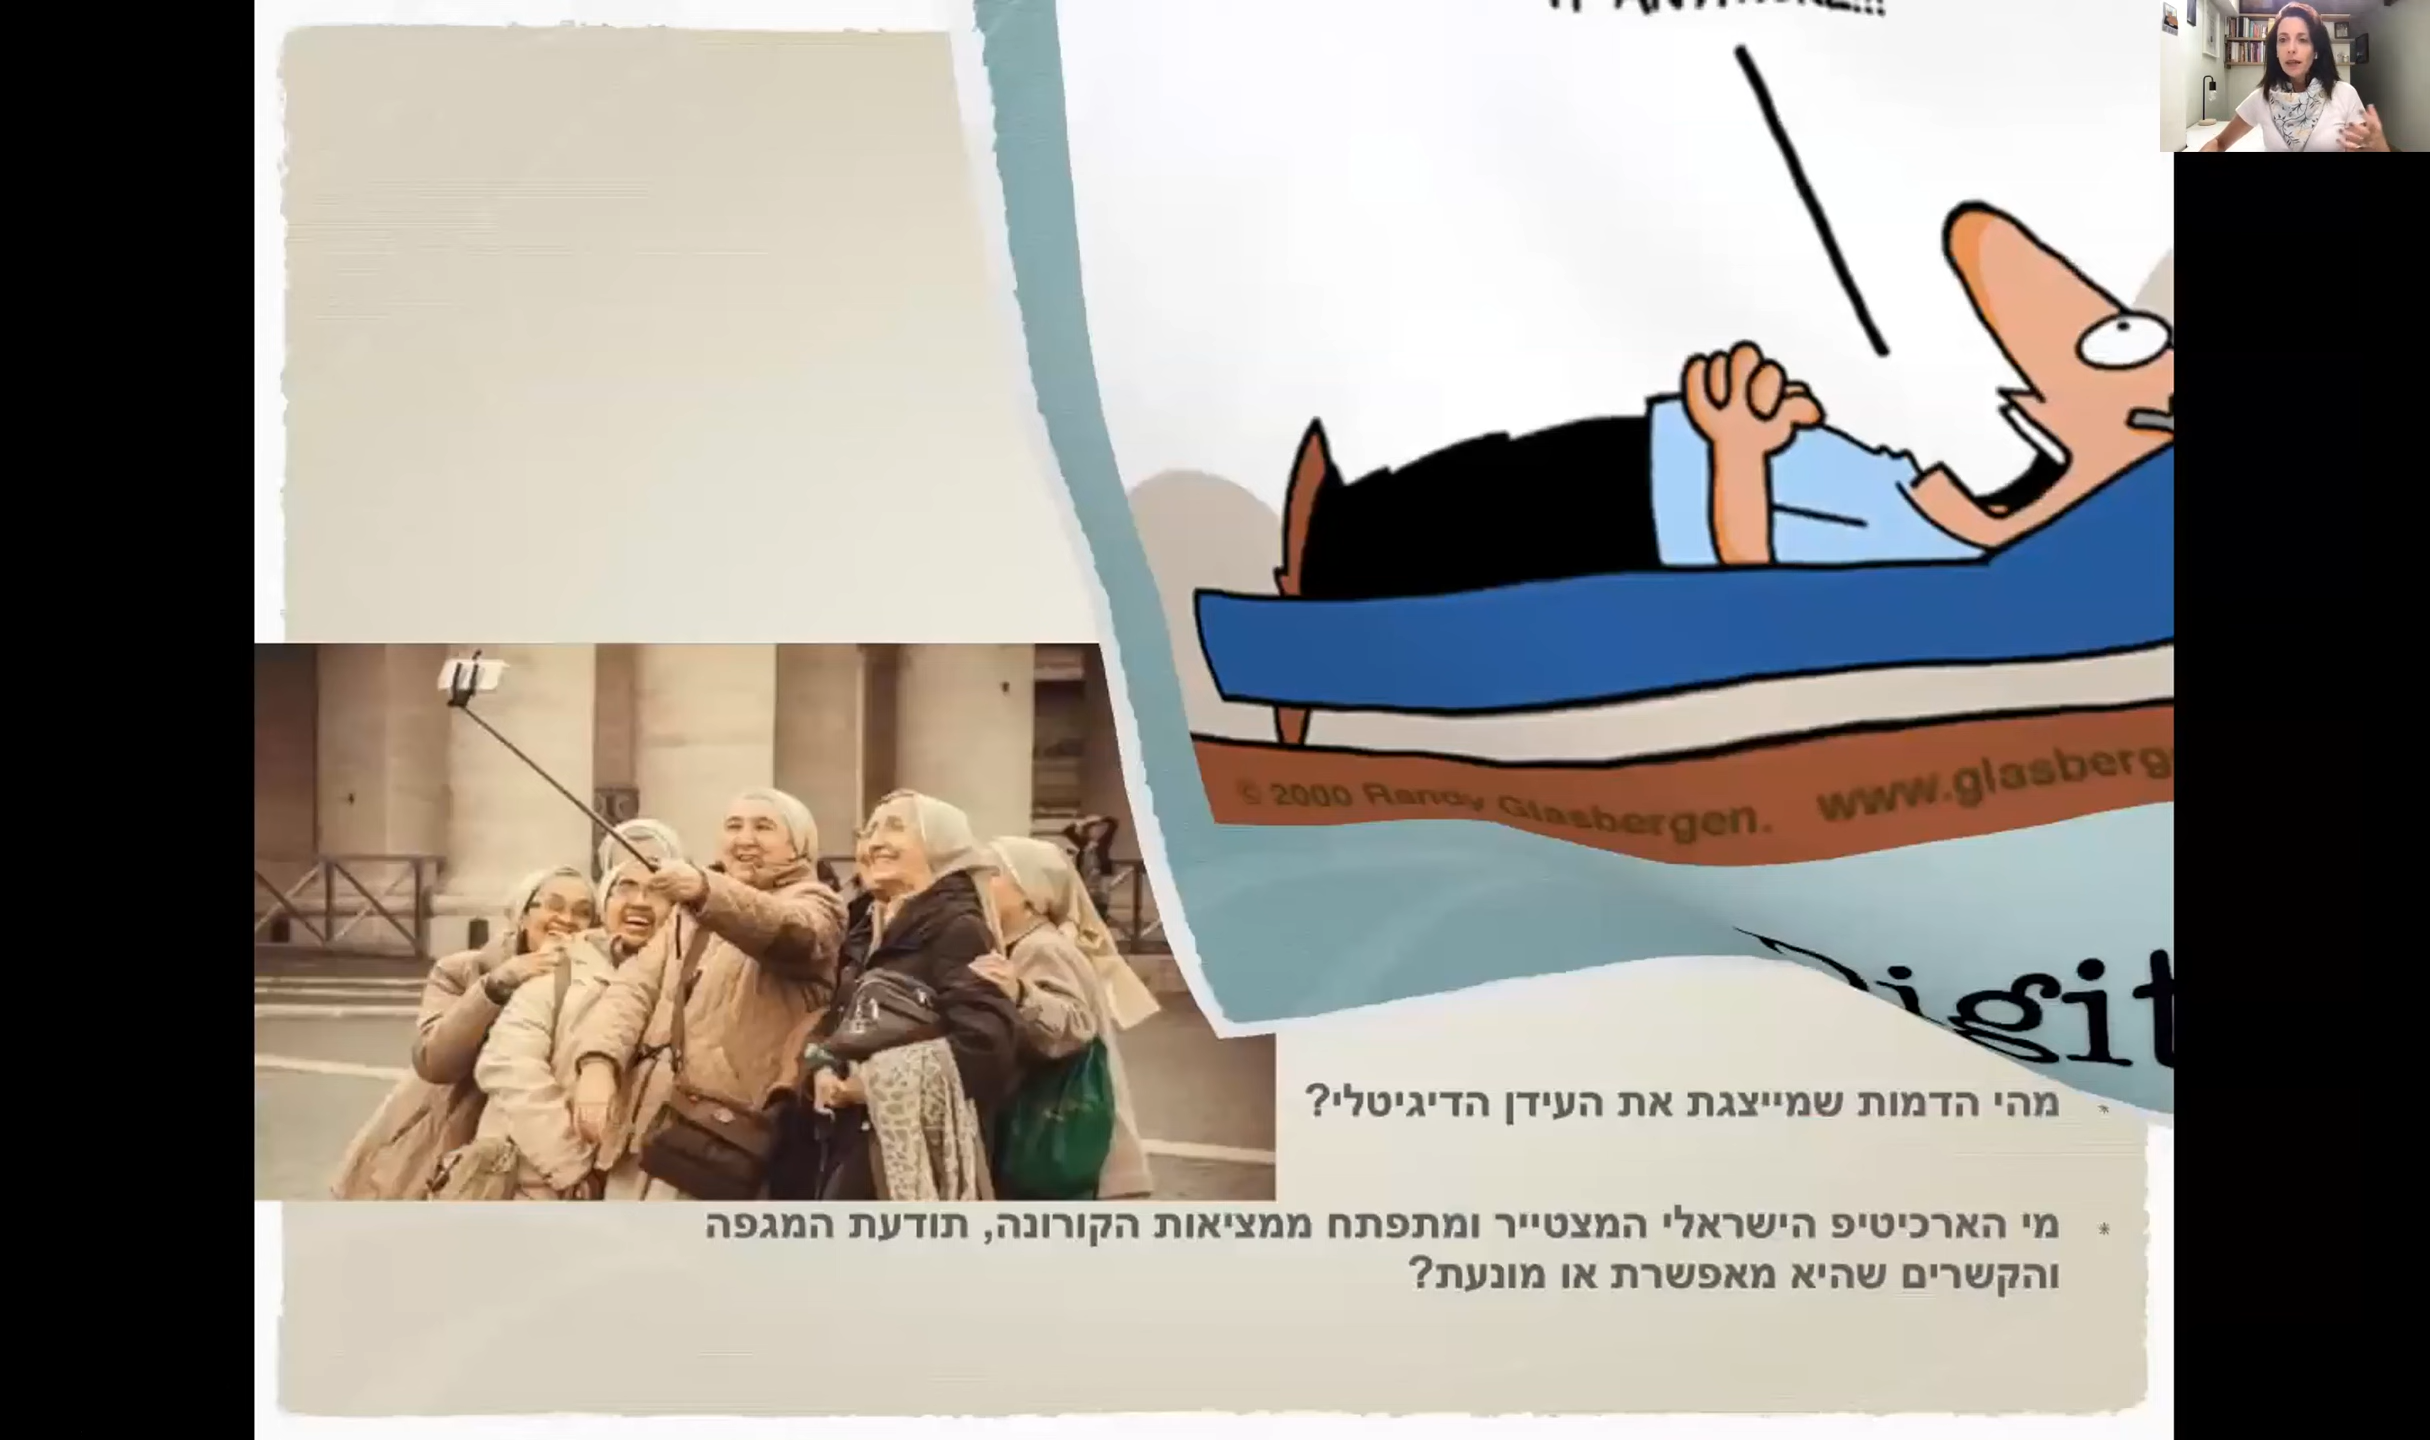 © 2000 Randy Glasbergen. www.glasberg
igit
מהי הדמות שמייצגת את העידן הדיגיטלי?
מי הארכיטיפ הישראלי המצטייר ומתפתח ממציאות הקורונה, תודעת המגפה
והקשרים שהיא מאפשרת או מונעת?